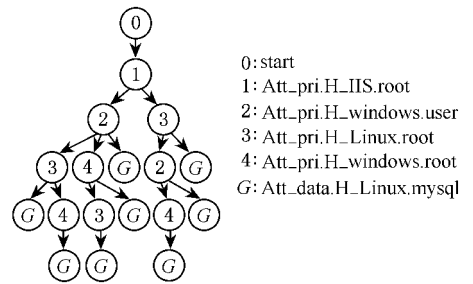 0
0: start
1
1: Att_pri.H_IIS.root
2 3
2: Att_pri.H_windows.user
3: Att_pri.H_Linux.root
3 4 G 2 G
4: Att_pri.H_windows.root
G: Att_data.H_Linux.mysql
G 4 3 G 4 G
G G G